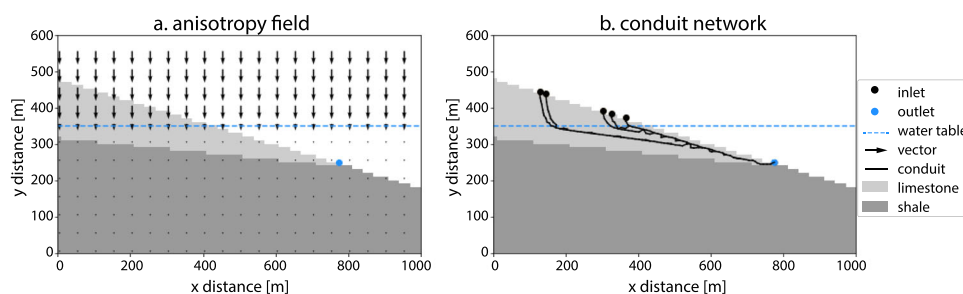 a. anisotropy field
600
500
400
300
200
100
0
y distance [m]
0 200 400 600 800 1000
x distance [m]
b. conduit network
600
500
400
300
200
100
0
y distance [m]
0 200 400 600 800 1000
x distance [m]
inlet
outlet
water table
vector
conduit
limestone
shale